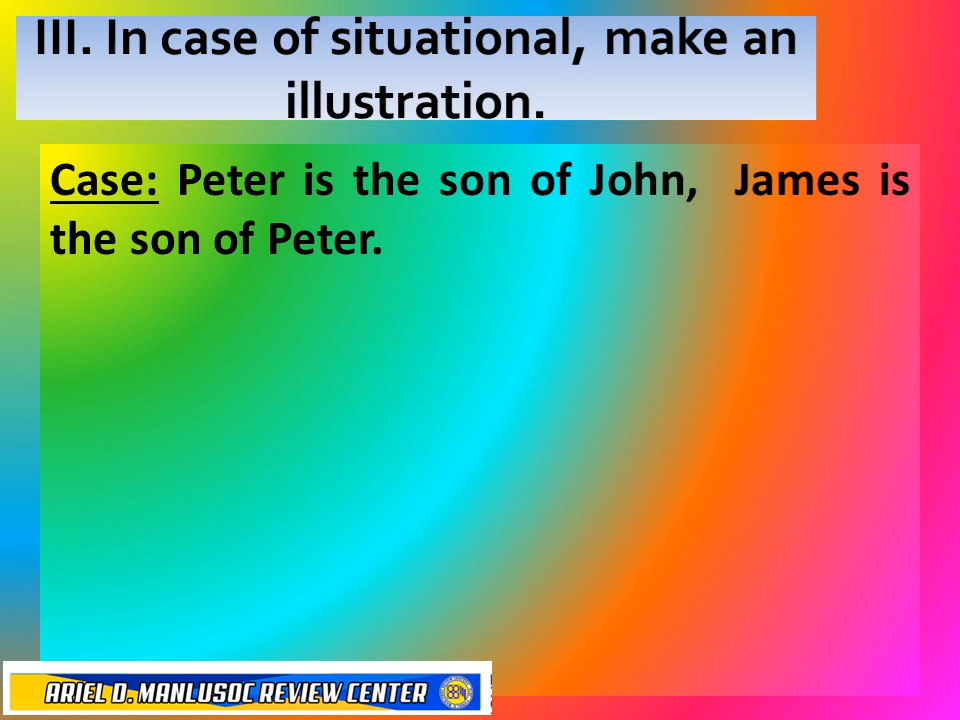 III. In case of situational, make an
illustration.
Case: Peter is the son of John, James is
the son of Peter.
ARIEL D. MANLUSOC REVIEW CENTER